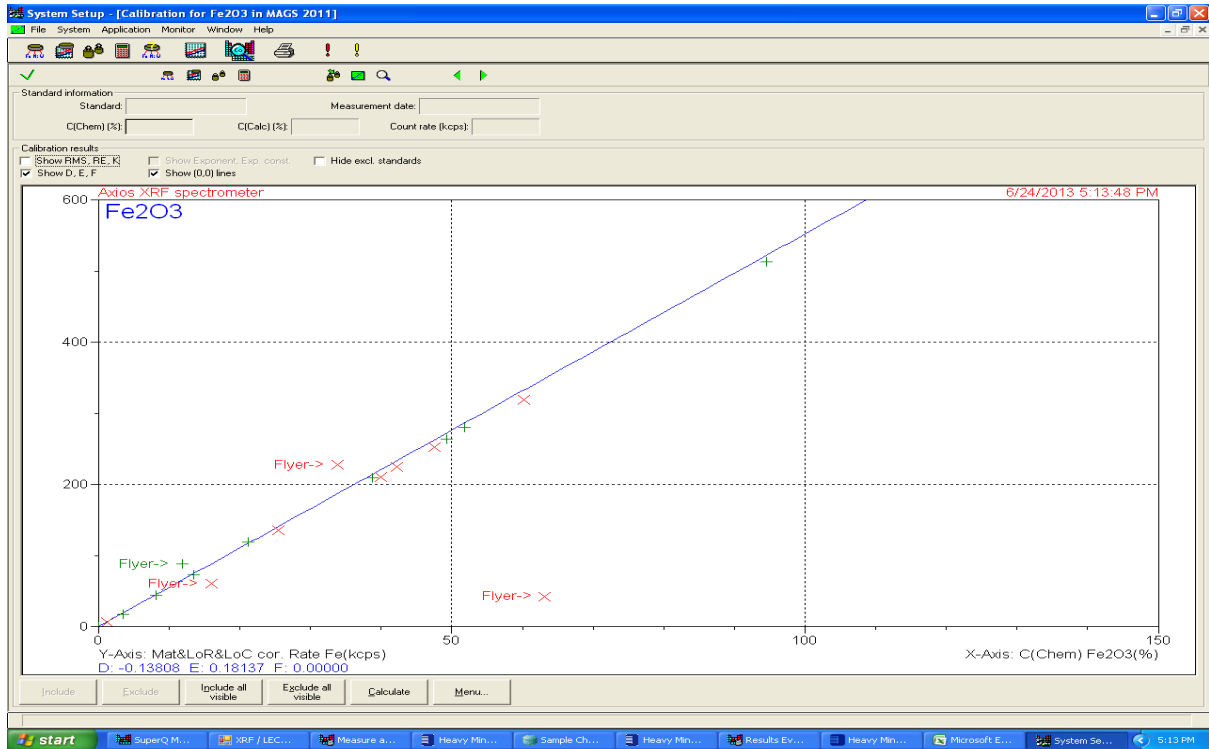 System Setup - [Calibration for Fe2O3 in MAGS 2011]
File System Application Monitor Window Help
Standard information
Standard: Measurement date:
C(Chem) (%): C(Calc) (%): Count rate (kcps):
Calibration results
Show RMS, RE, K Show Exponent, Exp. const. Hide excl. standards
Show D, E, F Show (0,0) lines
Axios XRF spectrometer 6/24/2013 5:13:48 PM
600
Fe2O3
400
Flyer->
200
Flyer->
Flyer->
Flyer->
0
0 50 100 150
Y-Axis: Mat&LoR&LoC cor. Rate Fe(kcps) X-Axis: C(Chem) Fe2O3(%)
D: -0.13808 E: 0.18137 F: 0.00000
Include Exclude Include all visible Exclude all visible Calculate Menu...
start SuperQ M... XRF / LEC... Measure a... Heavy Min... Sample Ch... Heavy Min... Results Ev... Heavy Min... Microsoft E... System Se... 5:13 PM